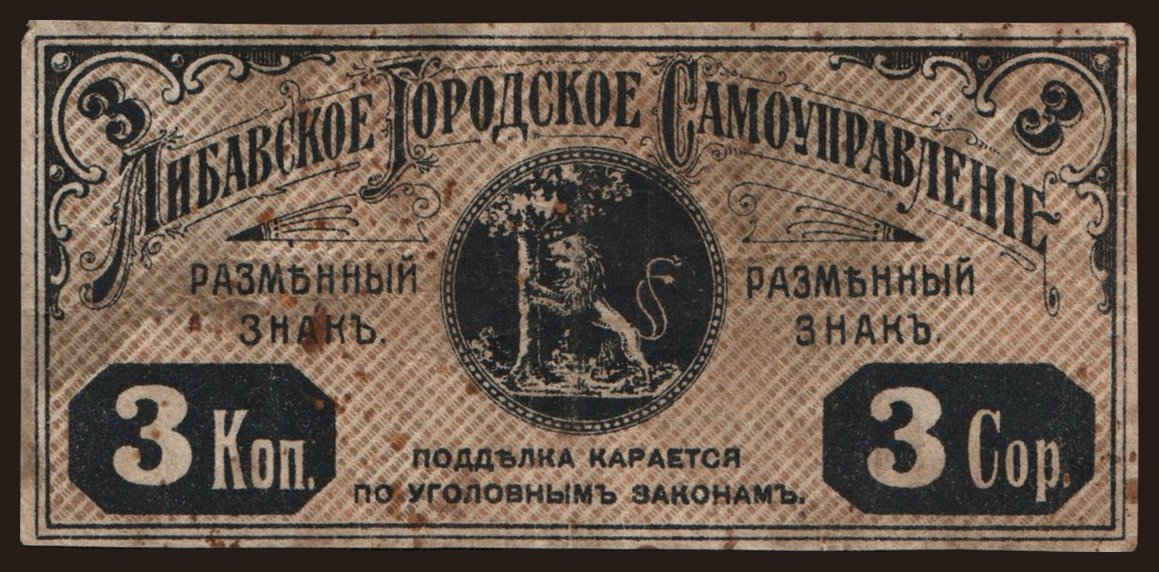 3 3
Либавское Городское Самоуправленіе
Размѣнный
знакъ.
Размѣнный
знакъ.
3 Коп.
Поддѣлка карается
по уголовнымъ законамъ.
3 Cop.